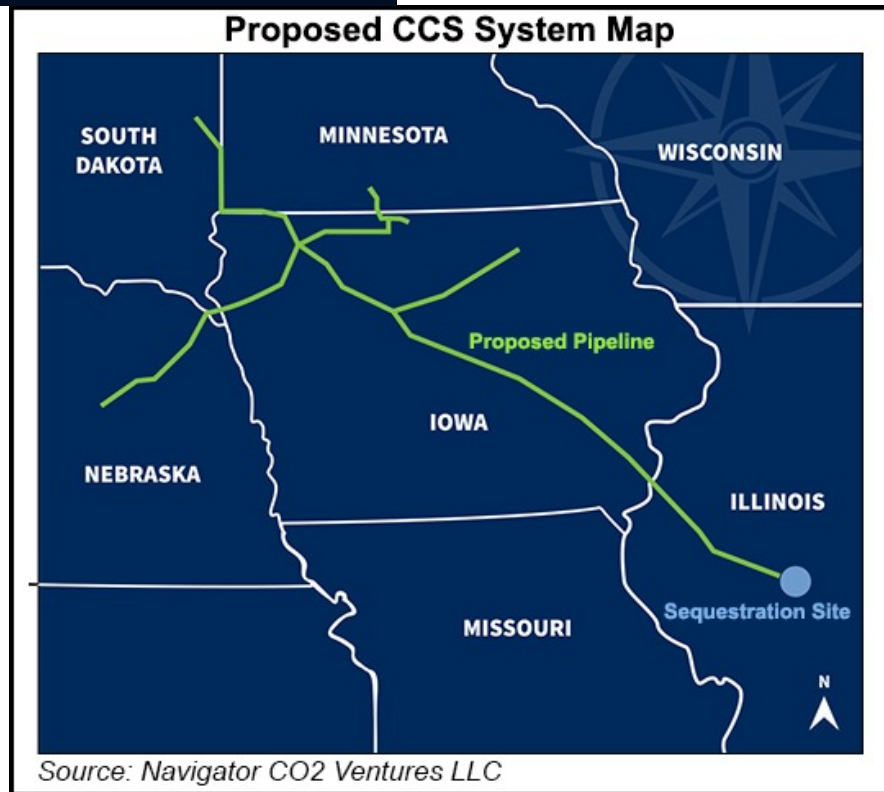 Proposed CCS System Map
SOUTH
DAKOTA
MINNESOTA
WISCONSIN
Proposed Pipeline
IOWA
NEBRASKA
ILLINOIS
Sequestration Site
MISSOURI
N
Source: Navigator CO2 Ventures LLC